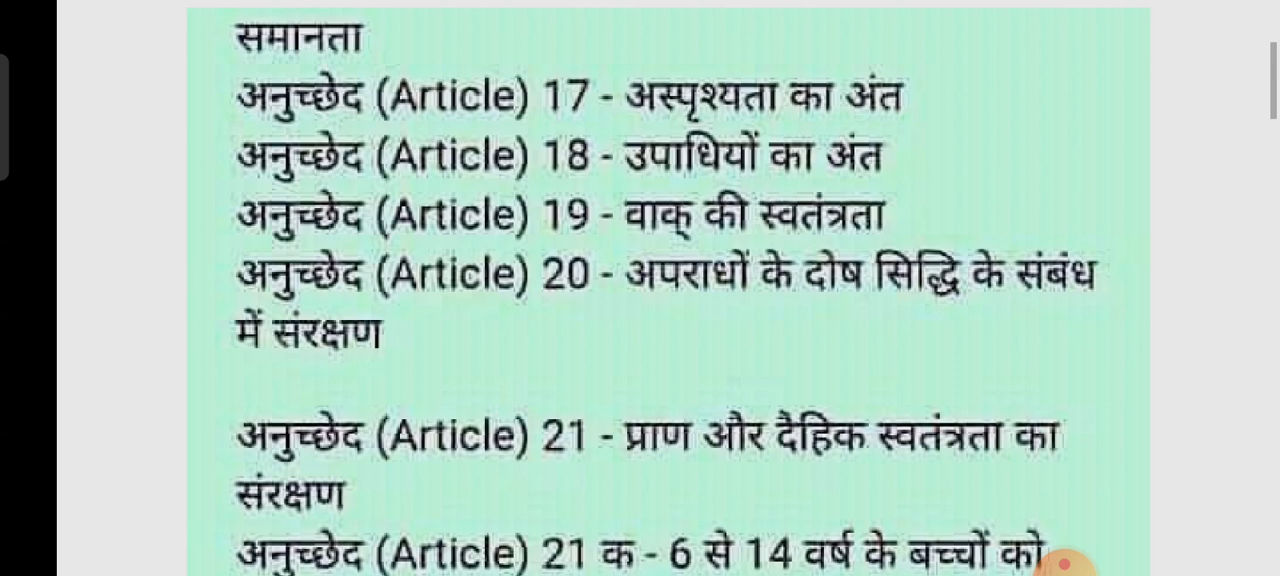 समानता
अनुच्छेद (Article) 17 - अस्पृश्यता का अंत
अनुच्छेद (Article) 18 - उपाधियों का अंत
अनुच्छेद (Article) 19 - वाक् की स्वतंत्रता
अनुच्छेद (Article) 20 - अपराधों के दोष सिद्धि के संबंध
में संरक्षण
अनुच्छेद (Article) 21 - प्राण और दैहिक स्वतंत्रता का
संरक्षण
अनुच्छेद (Article) 21 क - 6 से 14 वर्ष के बच्चों को